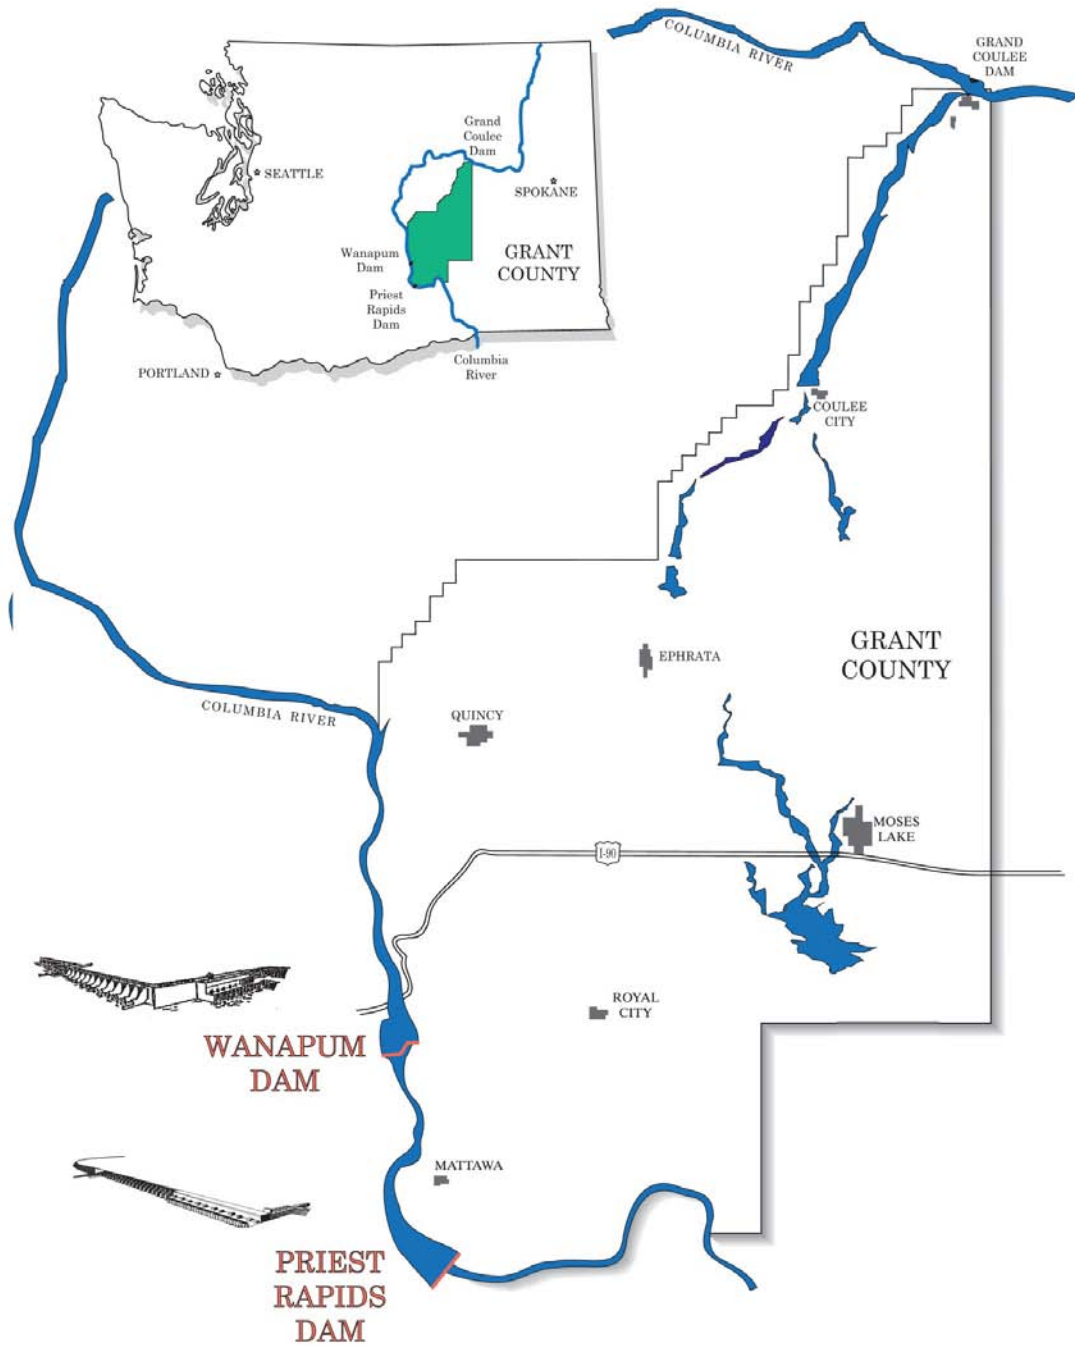 COLUMBIA RIVER
GRAND
COULEE
DAM
Grand
Coulee
Dam
SEATTLE
SPOKANE
Wanapum
Dam
GRANT
COUNTY
Priest
Rapids
Dam
Columbia
River
PORTLAND
COULEE
CITY
GRANT
COUNTY
EPHRATA
COLUMBIA RIVER
QUINCY
MOSES
LAKE
I-90
ROYAL
CITY
WANAPUM
DAM
MATTAWA
PRIEST
RAPIDS
DAM